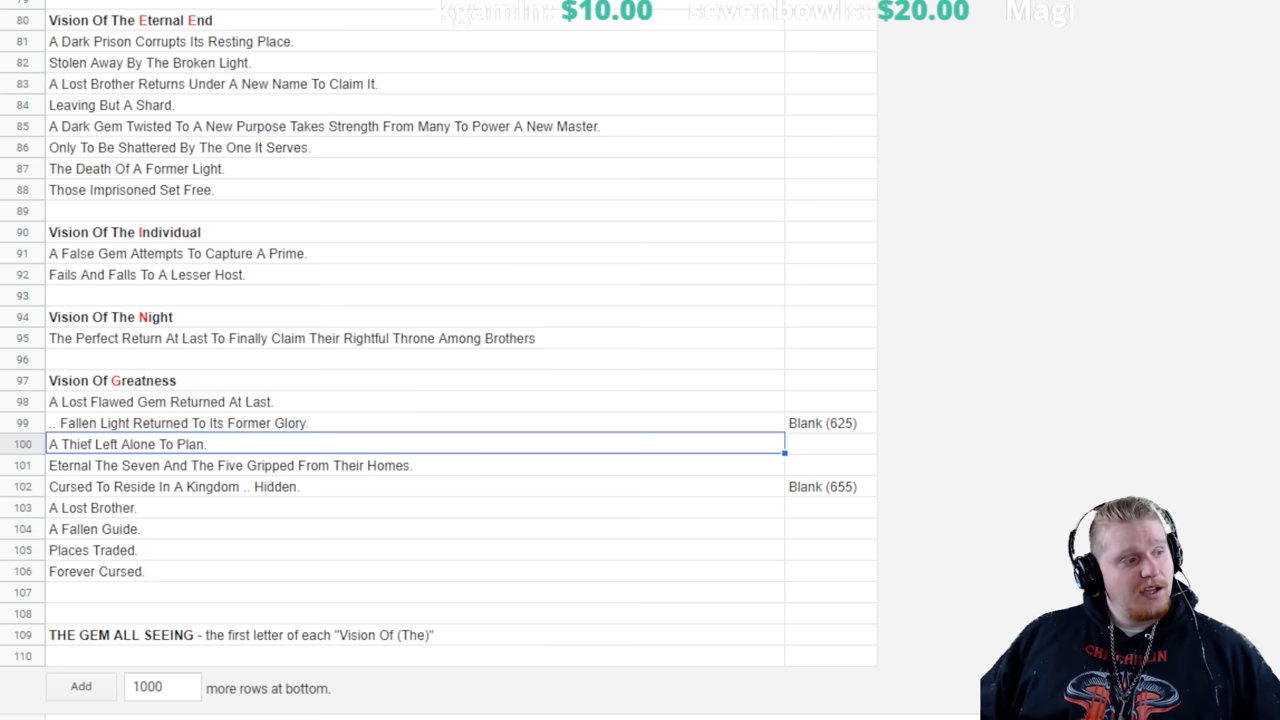 kgamin: $10.00 sevenbowls: $20.00 Magi
79
80 Vision Of The Eternal End
81 A Dark Prison Corrupts Its Resting Place.
82 Stolen Away By The Broken Light.
83 A Lost Brother Returns Under A New Name To Claim It.
84 Leaving But A Shard.
85 A Dark Gem Twisted To A New Purpose Takes Strength From Many To Power A New Master.
86 Only To Be Shattered By The One It Serves.
87 The Death Of A Former Light.
88 Those Imprisoned Set Free.
89
90 Vision Of The Individual
91 A False Gem Attempts To Capture A Prime.
92 Fails And Falls To A Lesser Host.
93
94 Vision Of The Night
95 The Perfect Return At Last To Finally Claim Their Rightful Throne Among Brothers
96
97 Vision Of Greatness
98 A Lost Flawed Gem Returned At Last.
99 .. Fallen Light Returned To Its Former Glory. Blank (625)
100 A Thief Left Alone To Plan.
101 Eternal The Seven And The Five Gripped From Their Homes.
102 Cursed To Reside In A Kingdom .. Hidden. Blank (655)
103 A Lost Brother.
104 A Fallen Guide.
105 Places Traded.
106 Forever Cursed.
107
108
109 THE GEM ALL SEEING - the first letter of each "Vision Of (The)"
110
Add 1000 more rows at bottom.